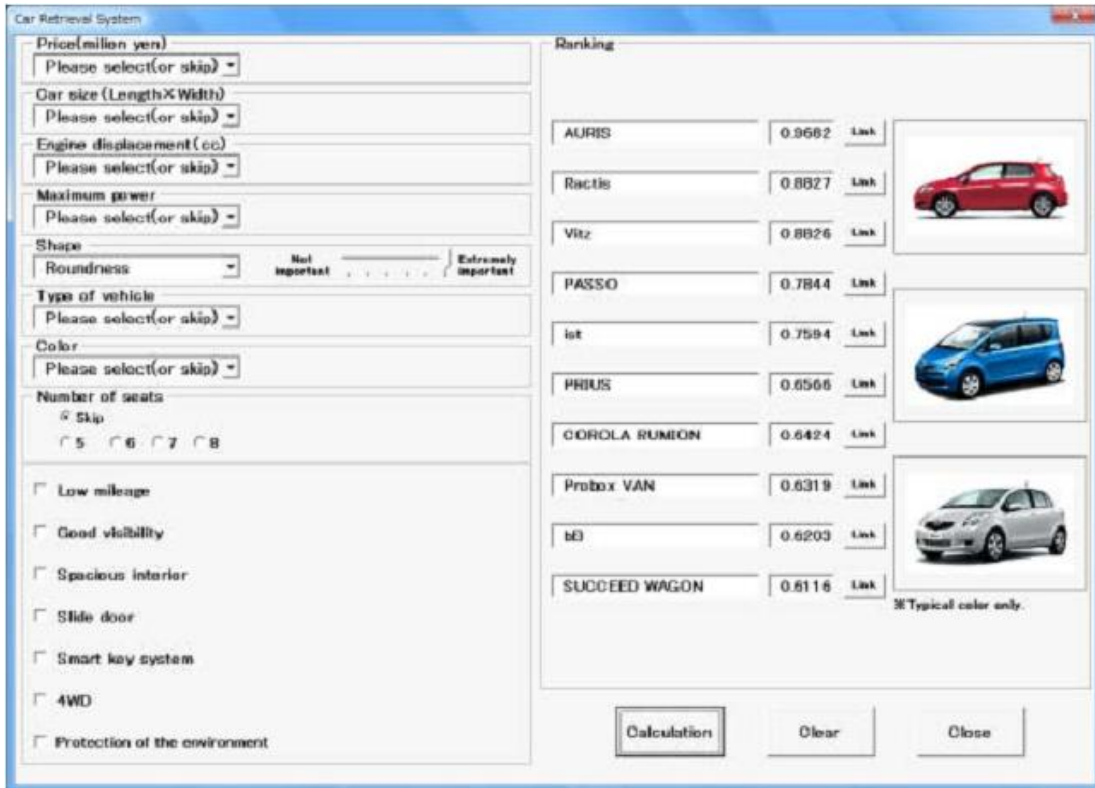 Car Retrieval System
Price(milion yen)
Please select(or skip)
Car size (Length×Width)
Please select(or skip)
Engine displacement(cc)
Please select(or skip)
Maximum power
Please select(or skip)
Shape
Roundness
Not important
Extremely important
Type of vehicle
Please select(or skip)
Color
Please select(or skip)
Number of seats
Skip
5 6 7 8
Low mileage
Good visibility
Spacious interior
Slide door
Smart key system
4WD
Protection of the environment
Ranking
AURIS 0.9682 Link
Ractis 0.8827 Link
Vitz 0.8826 Link
PASSO 0.7844 Link
ist 0.7594 Link
PRIUS 0.6566 Link
COROLA RUMION 0.6424 Link
Probox VAN 0.6319 Link
bB 0.6203 Link
SUCCEED WAGON 0.6116 Link
※Typical color only.
Calculation Clear Close